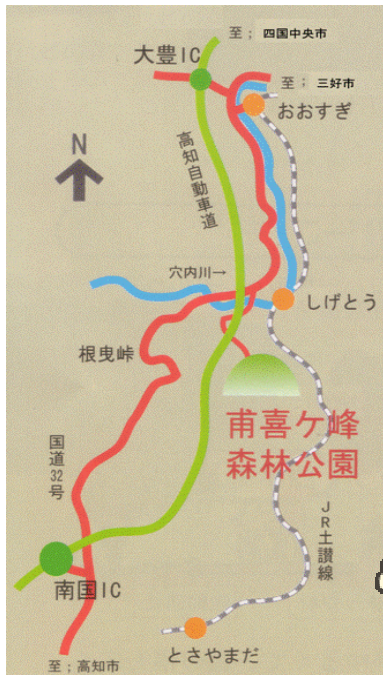 至；四国中央市
大豊IC
至；三好市
おおすぎ
N
高知自動車道
穴内川→
しげとう
根曳峠
甫喜ケ峰
森林公園
国道32号
JR土讃線
南国IC
とさやまだ
至；高知市